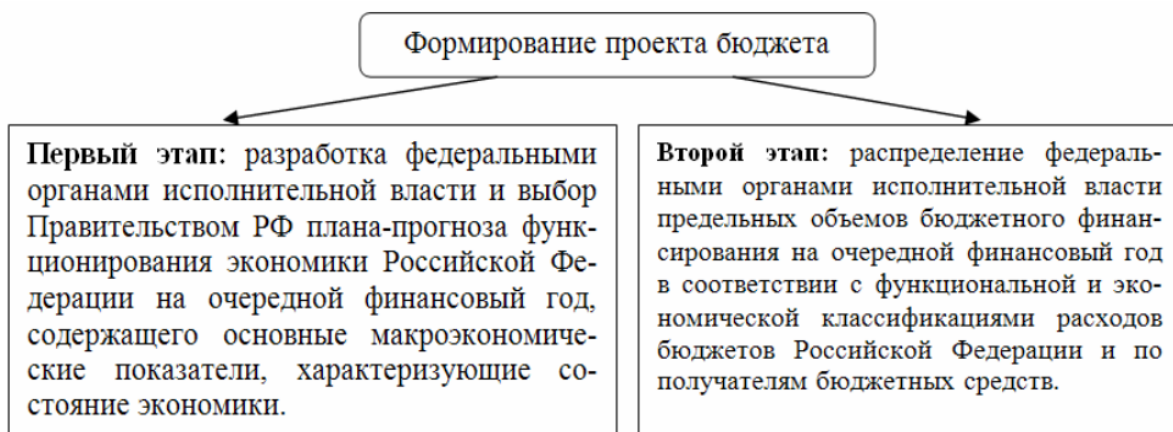 Формирование проекта бюджета
Первый этап: разработка федеральными
органами исполнительной власти и выбор
Правительством РФ плана-прогноза функ-
ционирования экономики Российской Фе-
дерации на очередной финансовый год,
содержащего основные макроэкономиче-
ские показатели, характеризующие со-
стояние экономики.
Второй этап: распределение федераль-
ными органами исполнительной власти
предельных объемов бюджетного финан-
сирования на очередной финансовый год
в соответствии с функциональной и эко-
номической классификациями расходов
бюджетов Российской Федерации и по
получателям бюджетных средств.